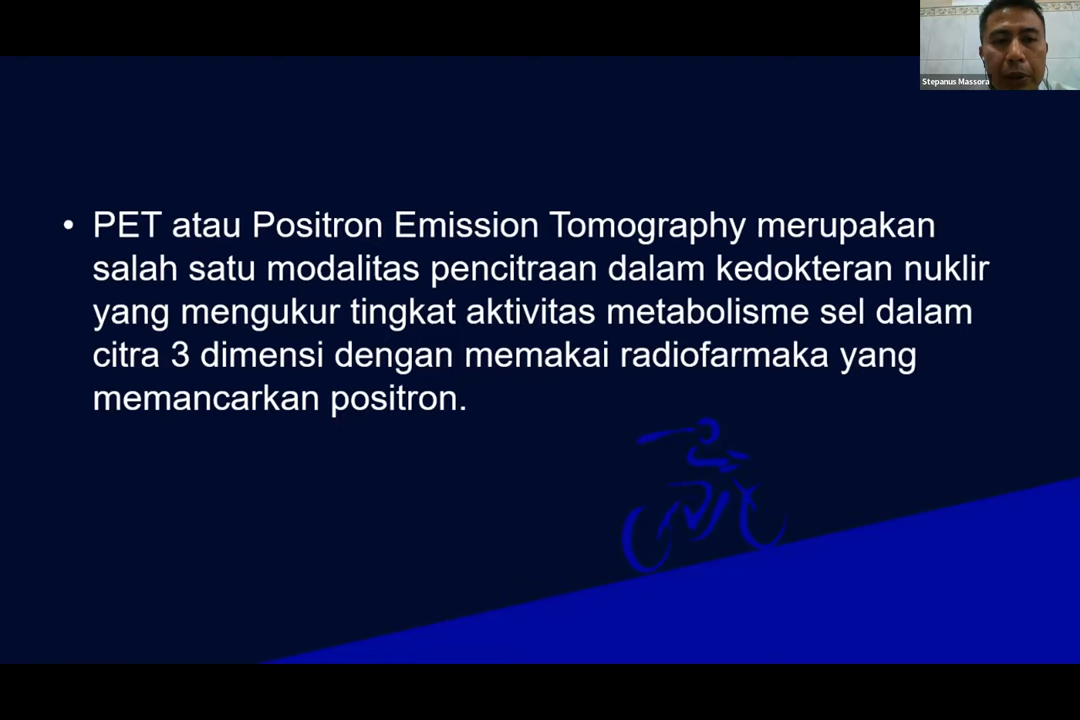 Stepanus Massora
• PET atau Positron Emission Tomography merupakan
salah satu modalitas pencitraan dalam kedokteran nuklir
yang mengukur tingkat aktivitas metabolisme sel dalam
citra 3 dimensi dengan memakai radiofarmaka yang
memancarkan positron.